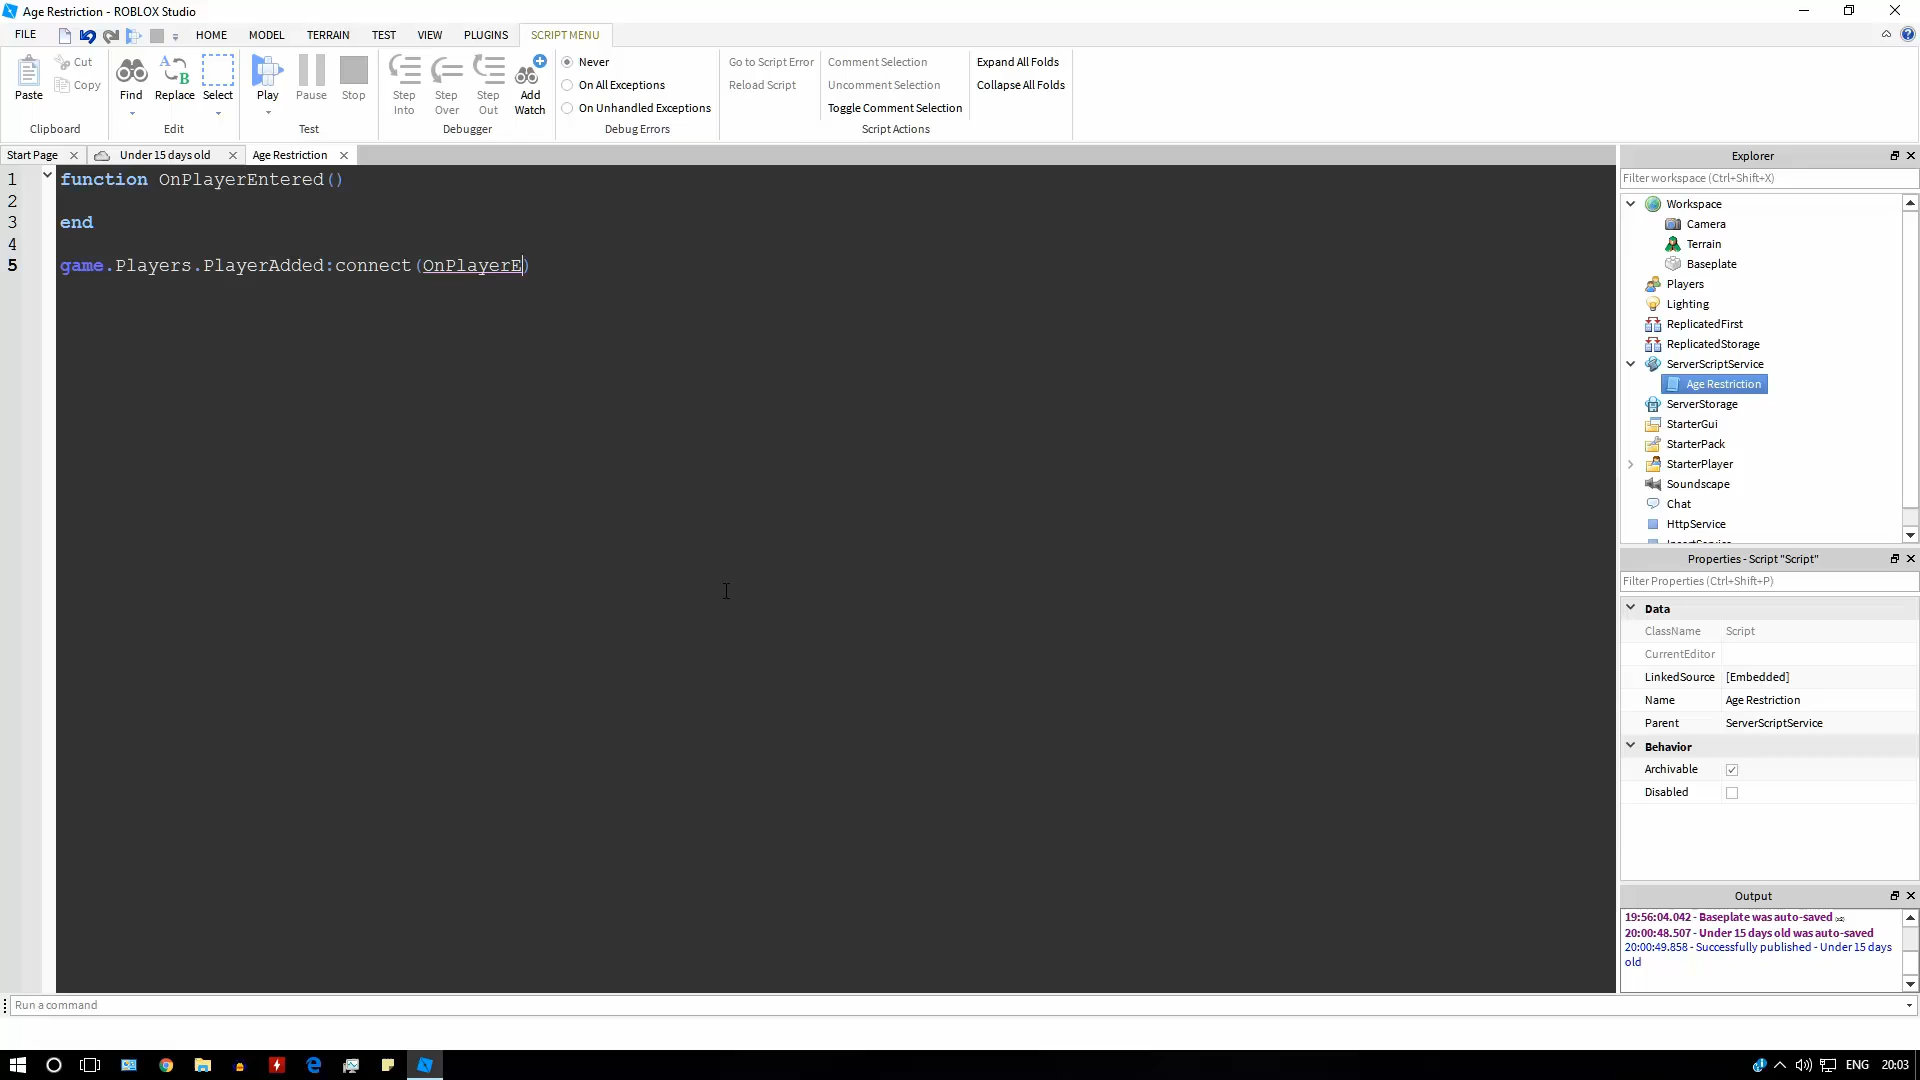 Age Restriction - ROBLOX Studio
FILE HOME MODEL TERRAIN TEST VIEW PLUGINS SCRIPT MENU
Paste
Cut
Copy
Clipboard
Find
Replace
Select
Edit
Play
Pause
Stop
Test
Step Into
Step Over
Step Out
Add Watch
Debugger
Never
On All Exceptions
On Unhandled Exceptions
Debug Errors
Go to Script Error
Reload Script
Comment Selection
Uncomment Selection
Toggle Comment Selection
Script Actions
Expand All Folds
Collapse All Folds
Start Page Under 15 days old Age Restriction
1 function OnPlayerEntered()
2
3 end
4
5 game.Players.PlayerAdded:connect(OnPlayerE)
Explorer
Filter workspace (Ctrl+Shift+X)
Workspace
Camera
Terrain
Baseplate
Players
Lighting
ReplicatedFirst
ReplicatedStorage
ServerScriptService
Age Restriction
ServerStorage
StarterGui
StarterPack
StarterPlayer
Soundscape
Chat
HttpService
Properties - Script "Script"
Filter Properties (Ctrl+Shift+P)
Data
ClassName Script
CurrentEditor
LinkedSource [Embedded]
Name Age Restriction
Parent ServerScriptService
Behavior
Archivable
Disabled
Output
19:56:04.042 - Baseplate was auto-saved
20:00:48.507 - Under 15 days old was auto-saved
20:00:49.858 - Successfully published - Under 15 days
old
Run a command
ENG 20:03